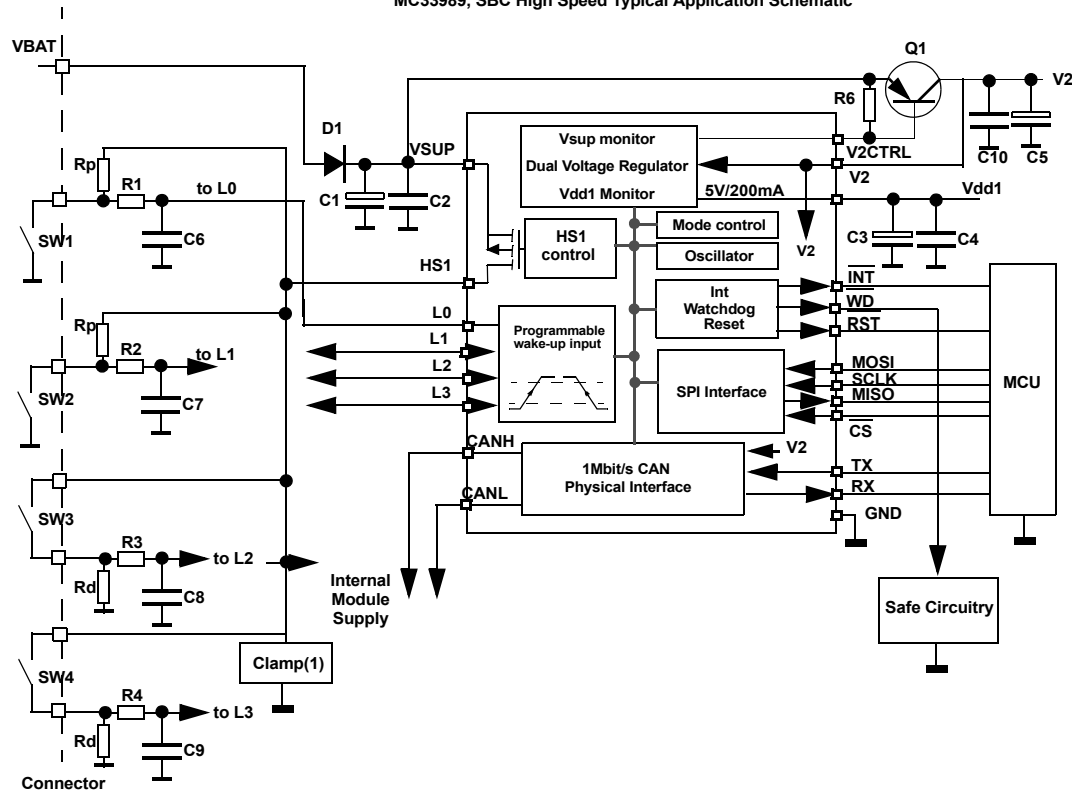 MC33989, SBC High Speed Typical Application Schematic
VBAT
Q1
V2
R6
D1
VSUP
Vsup monitor
Dual Voltage Regulator
Vdd1 Monitor
V2CTRL
V2
C10
C5
Rp
R1
to L0
C1
C2
5V/200mA
Vdd1
SW1
C6
HS1
control
Mode control
Oscillator
V2
C3
C4
HS1
INT
Int
Watchdog
Reset
WD
RST
L0
Rp
R2
to L1
L1
L2
L3
Programmable
wake-up input
SPI Interface
MOSI
SCLK
MISO
CS
MCU
SW2
C7
CANH
V2
1Mbit/s CAN
Physical Interface
TX
RX
CANL
GND
SW3
R3
to L2
Rd
C8
Internal
Module
Supply
Safe Circuitry
SW4
Clamp(1)
R4
to L3
Rd
C9
Connector